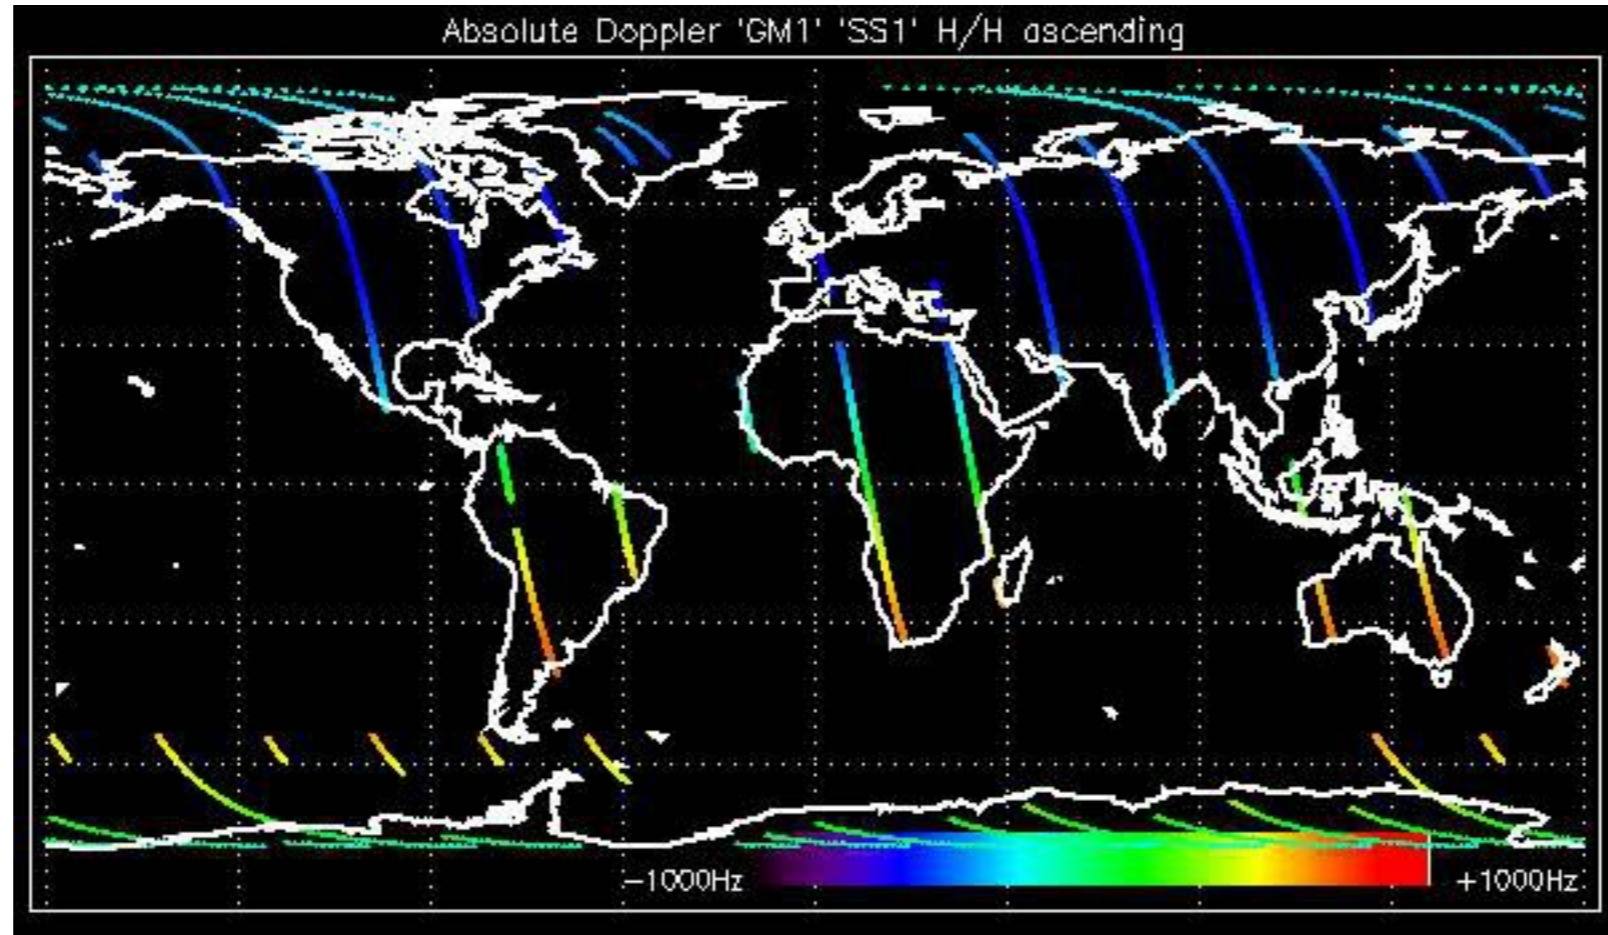 Absolute Doppler 'GM1' 'SS1' H/H ascending
-1000Hz +1000Hz